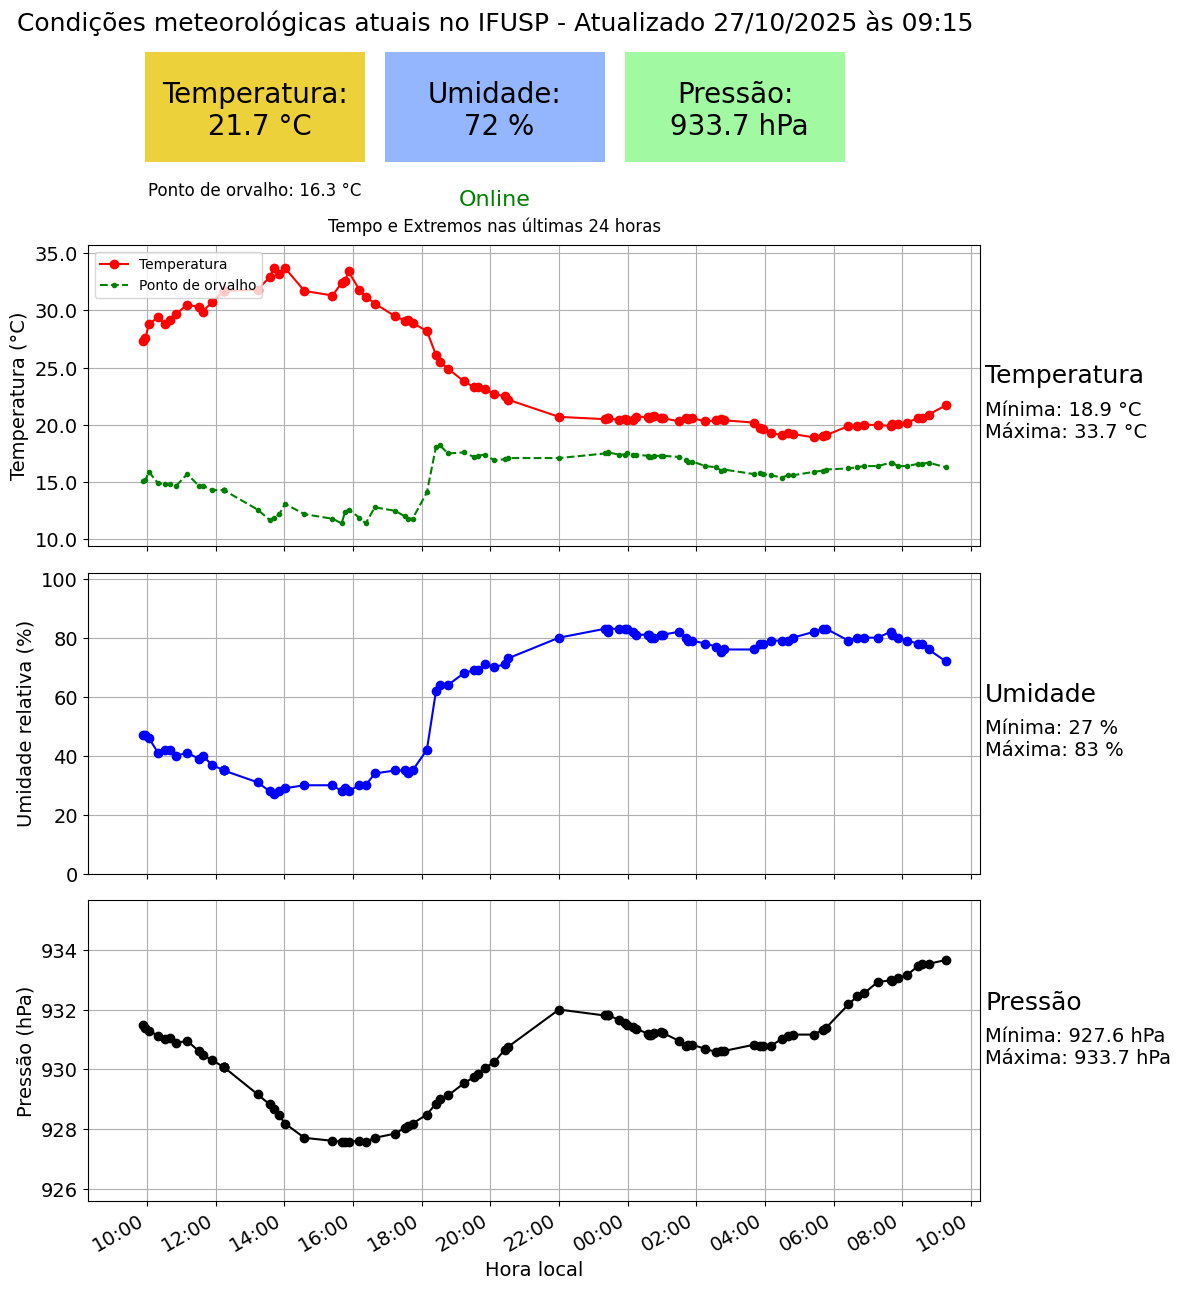 Condições meteorológicas atuais no IFUSP - Atualizado 27/10/2025 às 09:15
Temperatura:
21.7 °C
Umidade:
72 %
Pressão:
933.7 hPa
Ponto de orvalho: 16.3 °C
Online
Tempo e Extremos nas últimas 24 horas
Temperatura
Ponto de orvalho
Temperatura (°C)
35.0
30.0
25.0
20.0
15.0
10.0
Temperatura
Mínima: 18.9 °C
Máxima: 33.7 °C
Umidade relativa (%)
100
80
60
40
20
0
Umidade
Mínima: 27 %
Máxima: 83 %
Pressão (hPa)
934
932
930
928
926
Pressão
Mínima: 927.6 hPa
Máxima: 933.7 hPa
10:00 12:00 14:00 16:00 18:00 20:00 22:00 00:00 02:00 04:00 06:00 08:00 10:00
Hora local